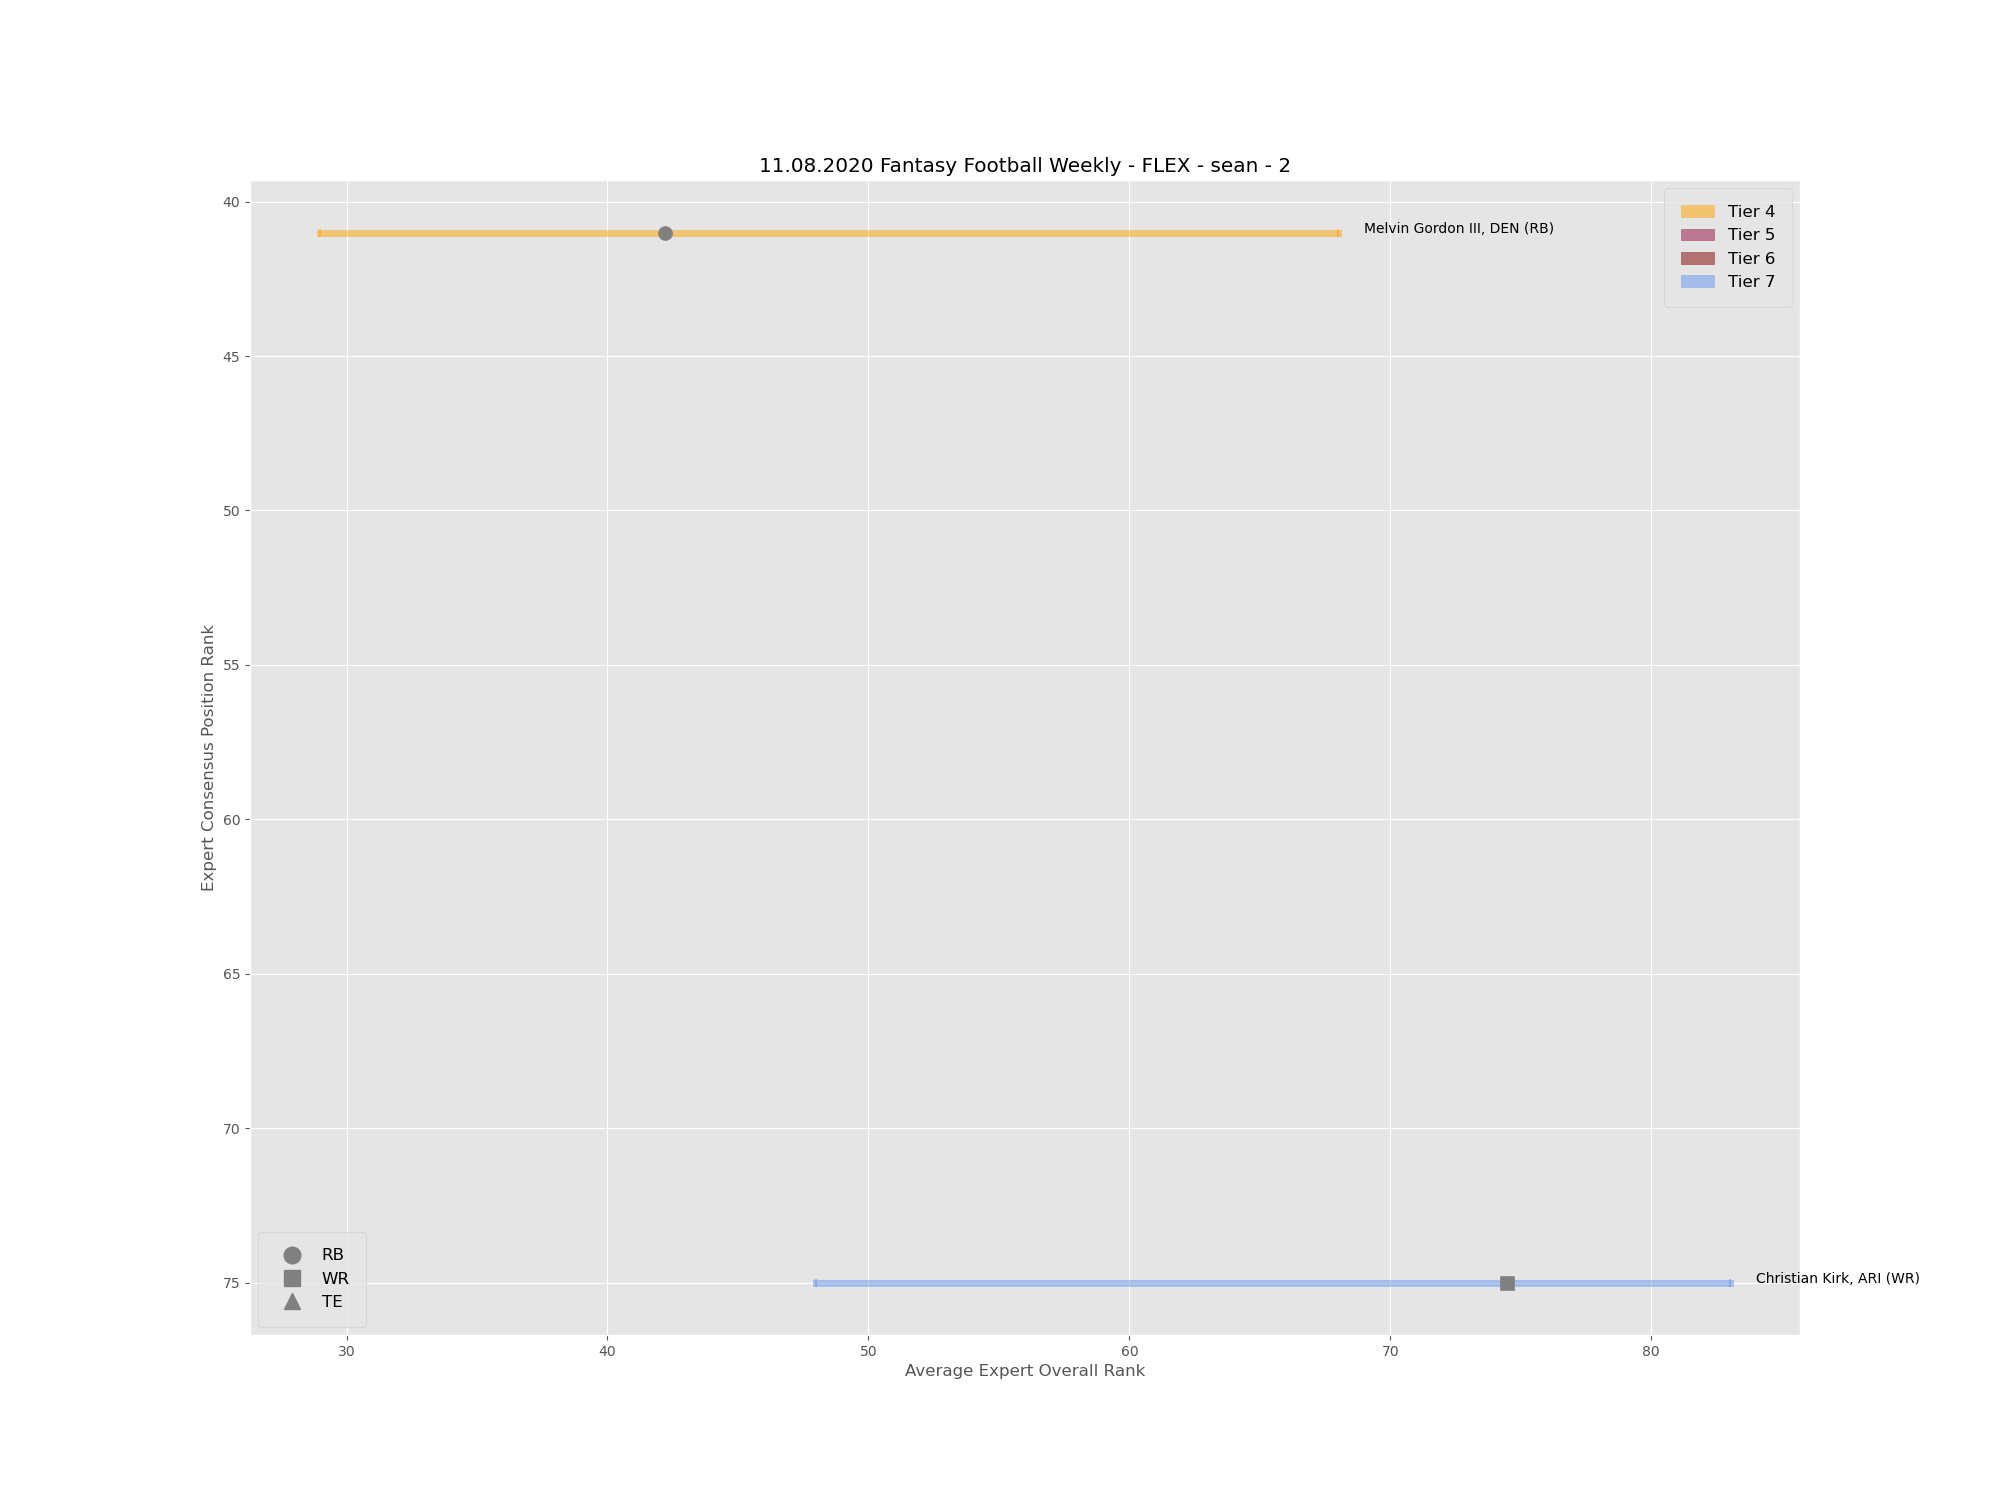 11.08.2020 Fantasy Football Weekly - FLEX - sean - 2
40
45
50
55
60
65
70
75
Expert Consensus Position Rank
Melvin Gordon III, DEN (RB)
Tier 4
Tier 5
Tier 6
Tier 7
RB
WR
TE
Christian Kirk, ARI (WR)
30 40 50 60 70 80
Average Expert Overall Rank